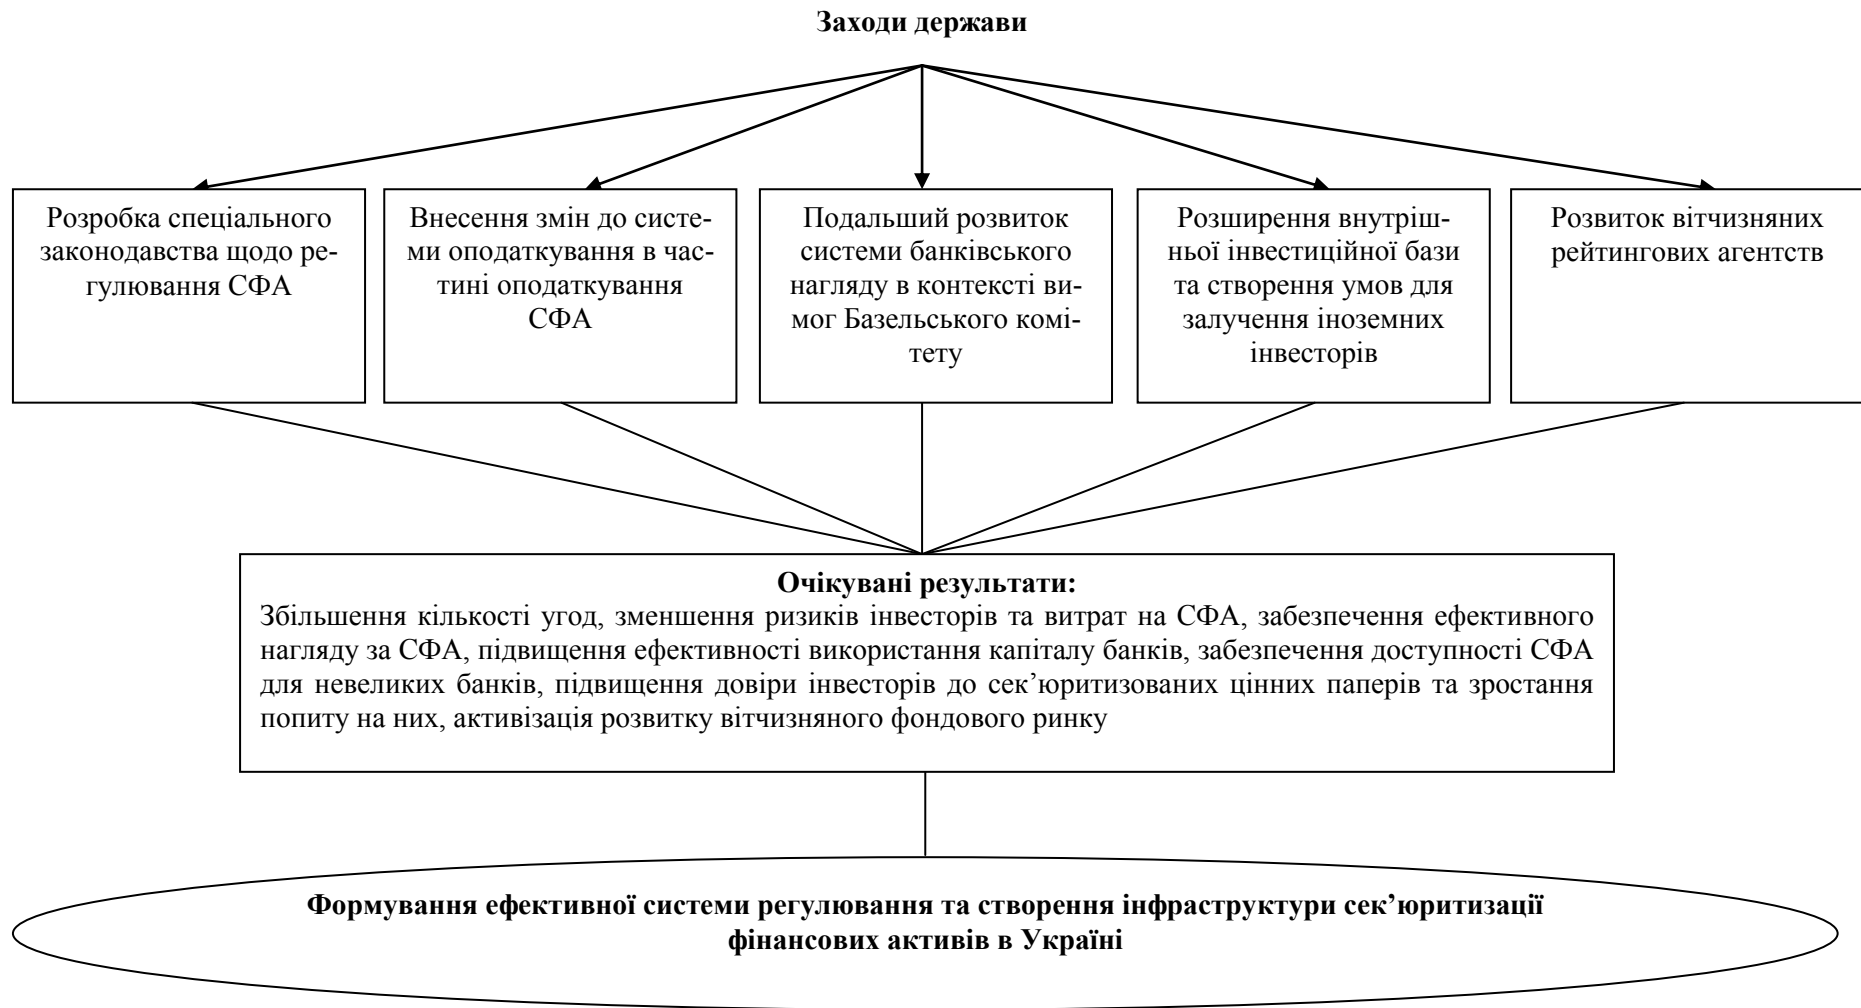 Заходи держави
Розробка спеціального
законодавства щодо ре-
гулювання СФА
Внесення змін до систе-
ми оподаткування в час-
тині оподаткування
СФА
Подальший розвиток
системи банківського
нагляду в контексті ви-
мог Базельського комі-
тету
Розширення внутріш-
ньої інвестиційної бази
та створення умов для
залучення іноземних
інвесторів
Розвиток вітчизняних
рейтингових агентств
Очікувані результати:
Збільшення кількості угод, зменшення ризиків інвесторів та витрат на СФА, забезпечення ефективного
нагляду за СФА, підвищення ефективності використання капіталу банків, забезпечення доступності СФА
для невеликих банків, підвищення довіри інвесторів до сек’юритизованих цінних паперів та зростання
попиту на них, активізація розвитку вітчизняного фондового ринку
Формування ефективної системи регулювання та створення інфраструктури сек’юритизації
фінансових активів в Україні